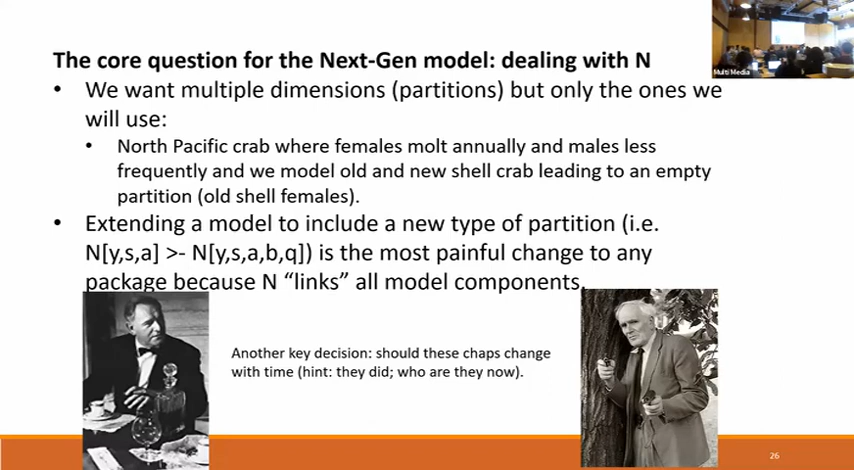 The core question for the Next-Gen model: dealing with N
• We want multiple dimensions (partitions) but only the ones we
will use:
• North Pacific crab where females molt annually and males less
frequently and we model old and new shell crab leading to an empty
partition (old shell females).
• Extending a model to include a new type of partition (i.e.
N[y,s,a] >- N[y,s,a,b,q]) is the most painful change to any
package because N “links” all model components.
Another key decision: should these chaps change
with time (hint: they did; who are they now).
26
Multi Media